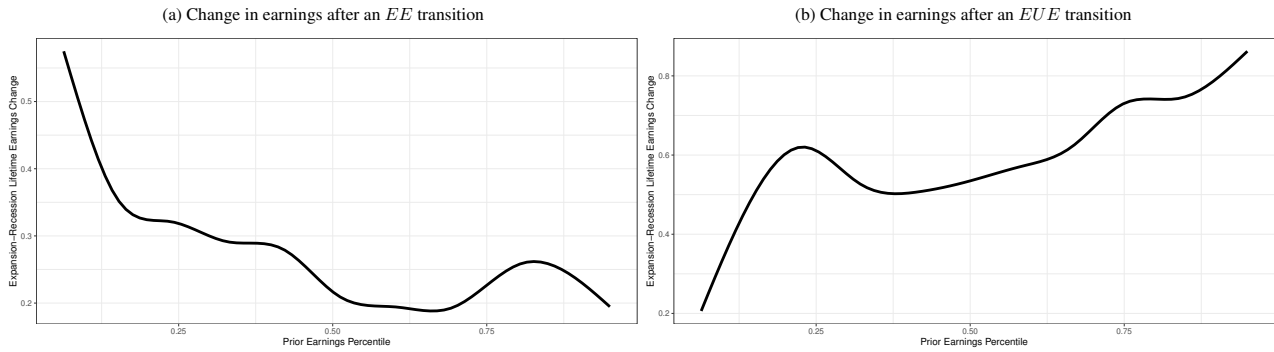 (a) Change in earnings after an EE transition
Expansion−Recession Lifetime Earnings Change
0.5
0.4
0.3
0.2
0.25
0.50
0.75
Prior Earnings Percentile
(b) Change in earnings after an EUE transition
Expansion−Recession Lifetime Earnings Change
0.8
0.6
0.4
0.2
0.25
0.50
0.75
Prior Earnings Percentile